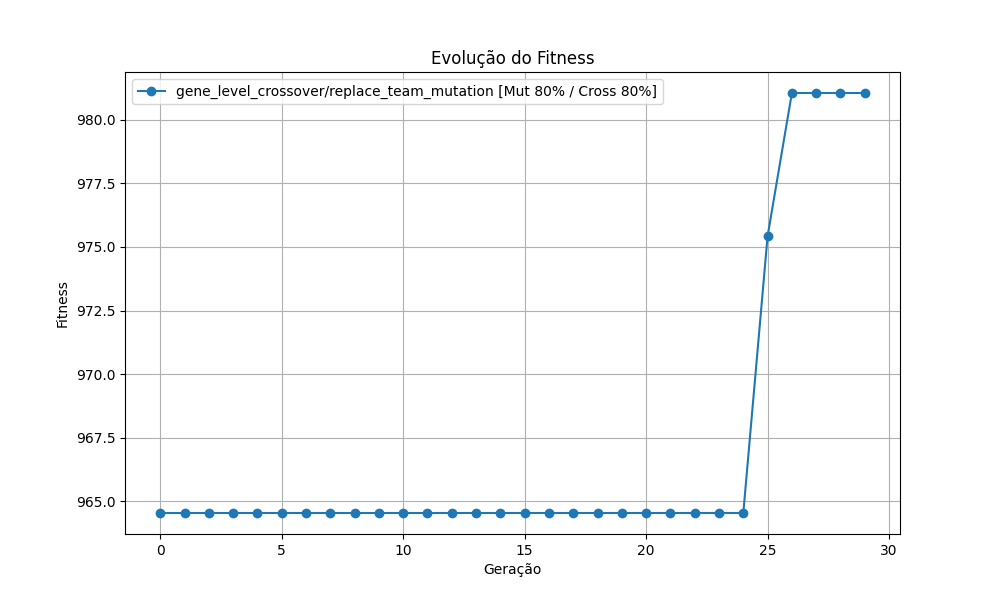 Evolução do Fitness
gene_level_crossover/replace_team_mutation [Mut 80% / Cross 80%]
980.0
977.5
975.0
972.5
970.0
967.5
965.0
Fitness
0 5 10 15 20 25 30
Geração